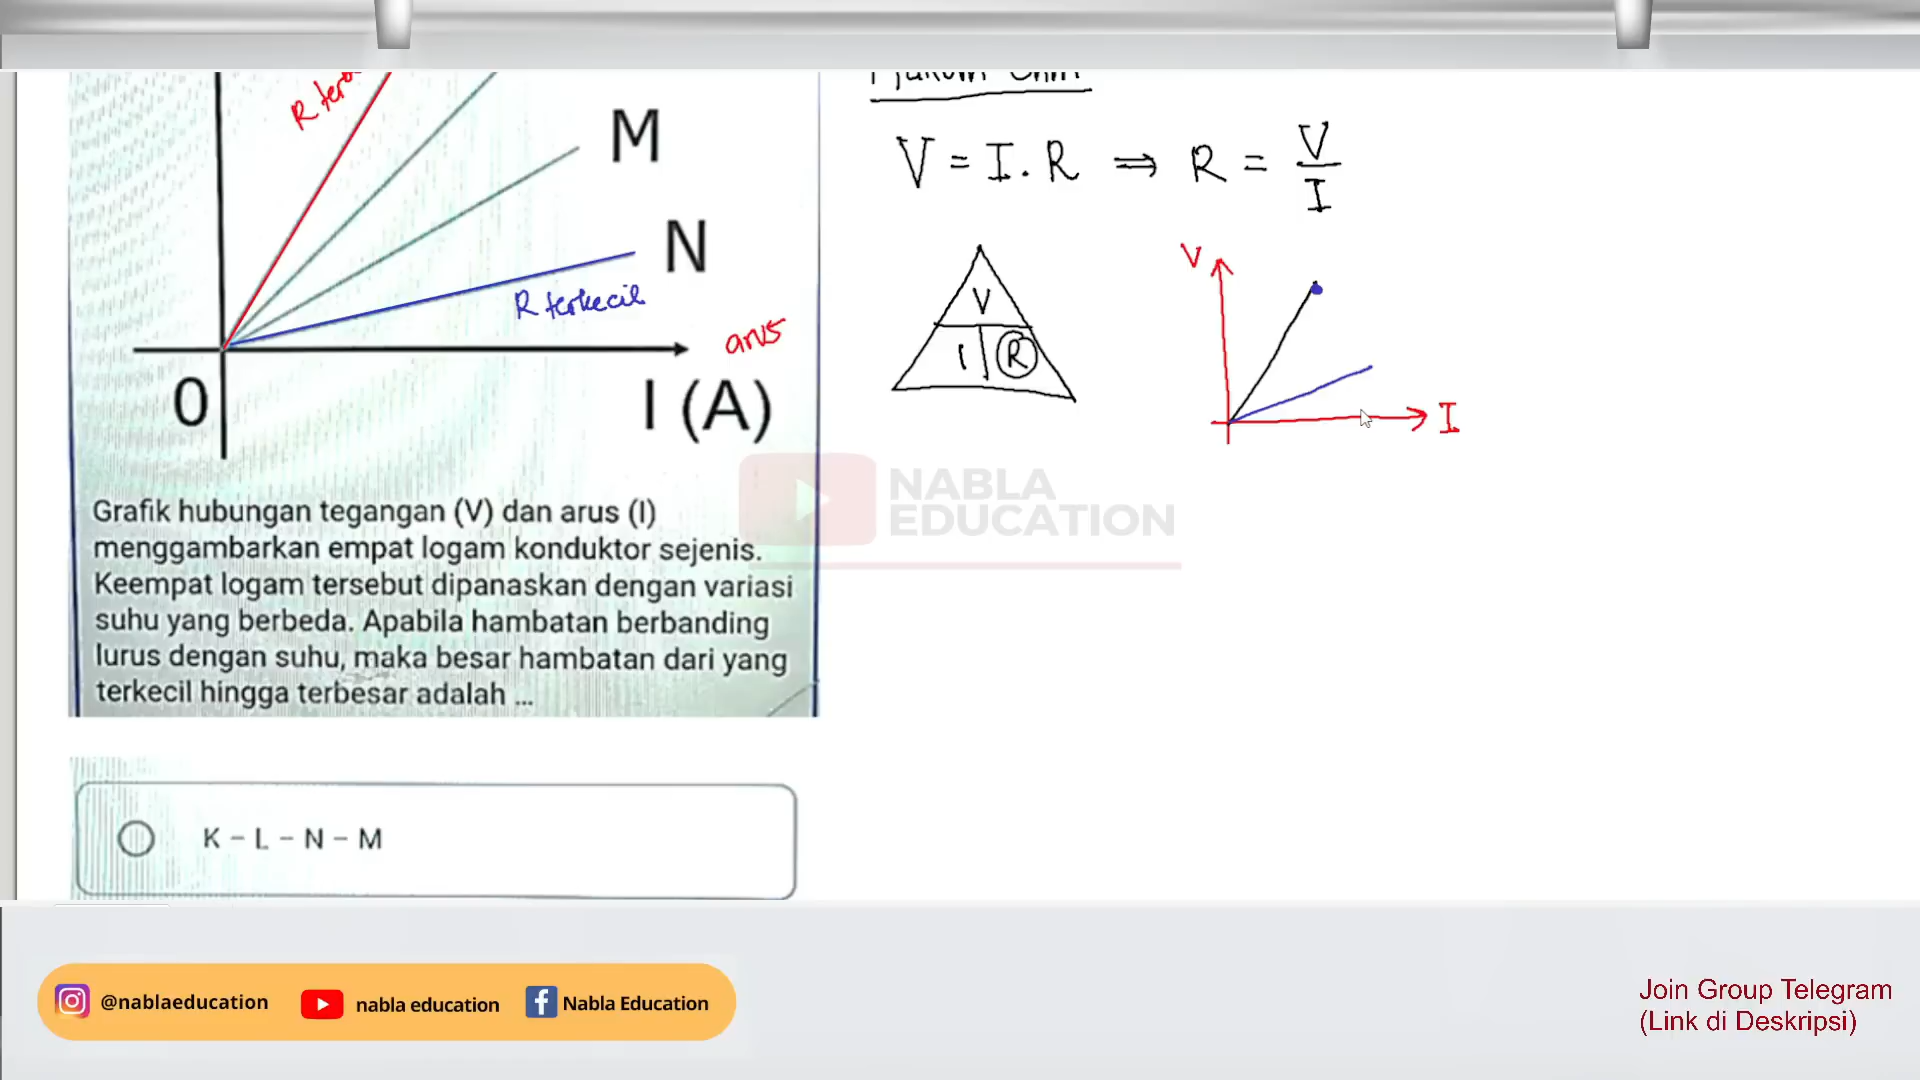 R
M
N
R terkecil
arus
0
I (A)
Grafik hubungan tegangan (V) dan arus (I)
menggambarkan empat logam konduktor sejenis.
Keempat logam tersebut dipanaskan dengan variasi
suhu yang berbeda. Apabila hambatan berbanding
lurus dengan suhu, maka besar hambatan dari yang
terkecil hingga terbesar adalah ...
K - L - N - M
V = I . R ⇒ R = V/I
V
I R
V
I
NABLA
EDUCATION
@nablaeducation
nabla education
Nabla Education
Join Group Telegram
(Link di Deskripsi)